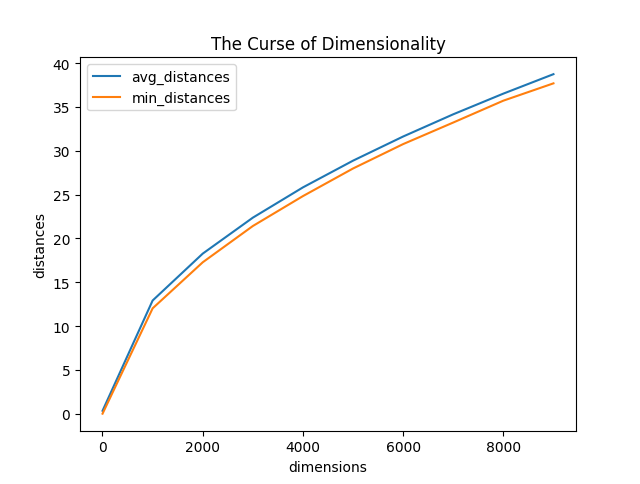 The Curse of Dimensionality
avg_distances
min_distances
40
35
30
25
20
15
10
5
0
distances
0 2000 4000 6000 8000
dimensions